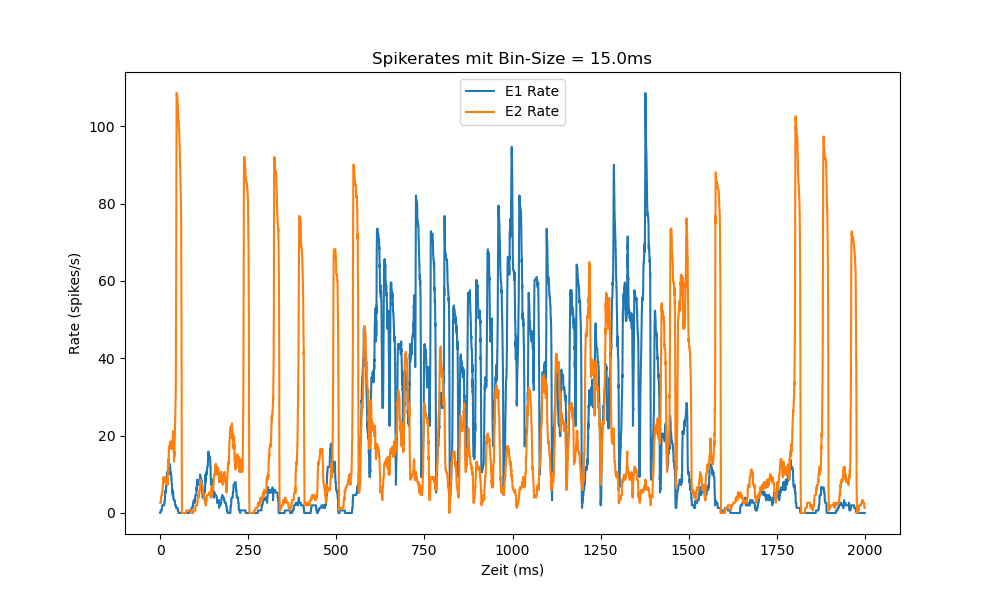 Spikerates mit Bin-Size = 15.0ms
E1 Rate
E2 Rate
Rate (spikes/s)
100
80
60
40
20
0
0 250 500 750 1000 1250 1500 1750 2000
Zeit (ms)